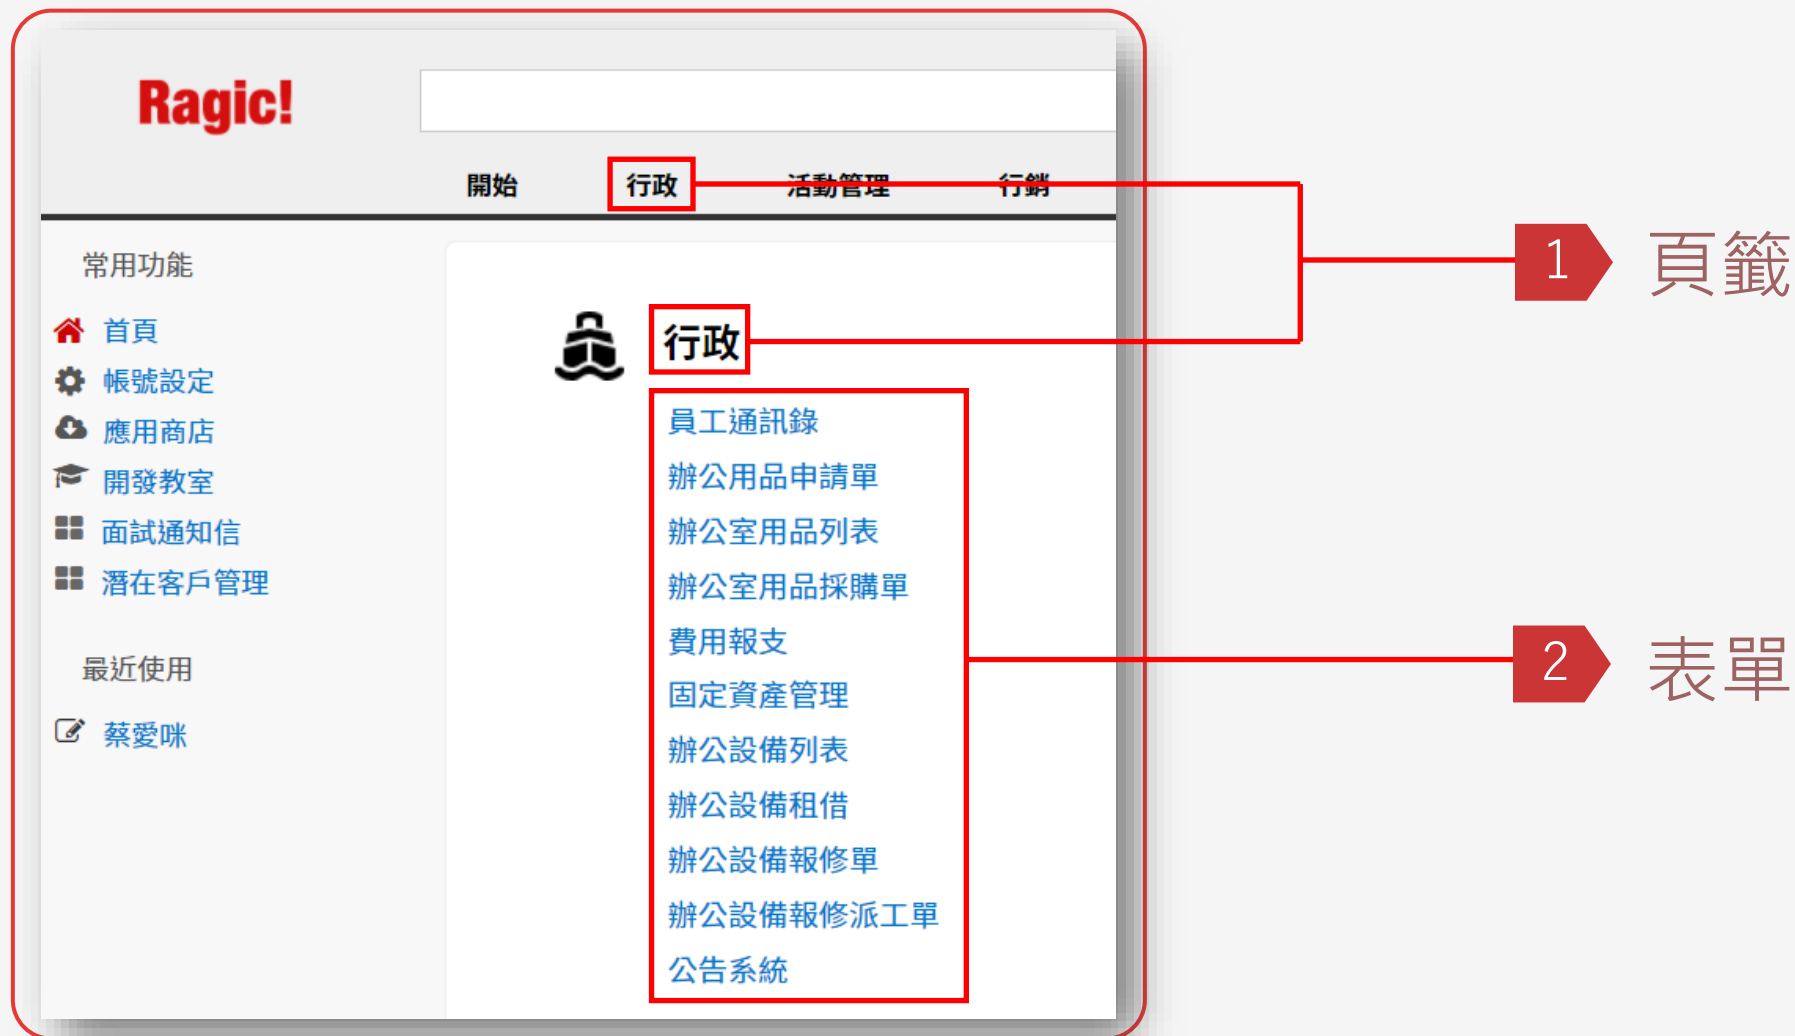 Ragic!
開始 行政 活動管理 行銷
常用功能
首頁
帳號設定
應用商店
開發教室
面試通知信
潛在客戶管理
最近使用
蔡愛咪
行政
員工通訊錄
辦公用品申請單
辦公室用品列表
辦公室用品採購單
費用報支
固定資產管理
辦公設備列表
辦公設備租借
辦公設備報修單
辦公設備報修派工單
公告系統
1 頁籤
2 表單